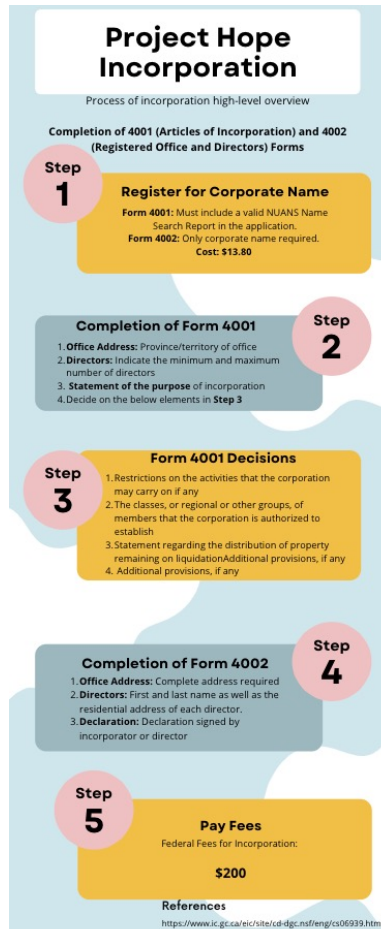 Project Hope
Incorporation
Process of incorporation high-level overview
Completion of 4001 (Articles of Incorporation) and 4002
(Registered Office and Directors) Forms
Step
1
Register for Corporate Name
Form 4001: Must include a valid NUANS Name
Search Report in the application.
Form 4002: Only corporate name required.
Cost: $13.80
Step
2
Completion of Form 4001
1. Office Address: Province/territory of office
2. Directors: Indicate the minimum and maximum
number of directors
3. Statement of the purpose of incorporation
4. Decide on the below elements in Step 3
Step
3
Form 4001 Decisions
1. Restrictions on the activities that the corporation
may carry on if any
2. The classes, or regional or other groups, of
members that the corporation is authorized to
establish
3. Statement regarding the distribution of property
remaining on liquidationAdditional provisions, if any
4. Additional provisions, if any
Step
4
Completion of Form 4002
1. Office Address: Complete address required
2. Directors: First and last name as well as the
residential address of each director.
3. Declaration: Declaration signed by
incorporator or director
Step
5
Pay Fees
Federal Fees for Incorporation:
$200
References
https://www.ic.gc.ca/eic/site/cd-dgc.nsf/eng/cs06939.htm